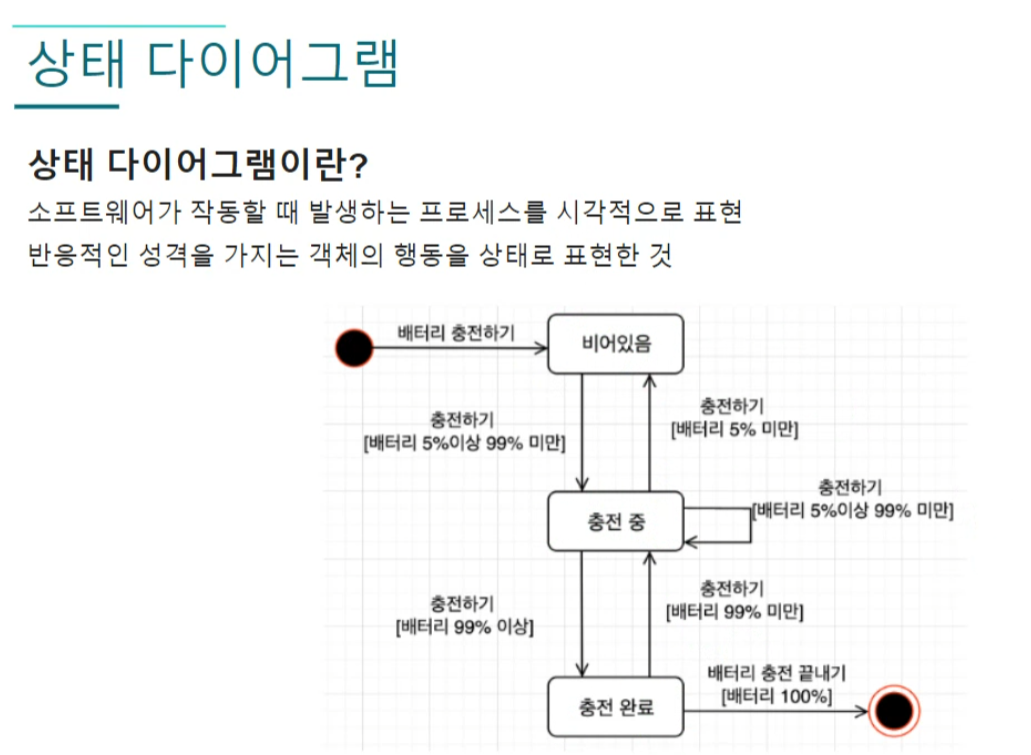 상태 다이어그램
상태 다이어그램이란?
소프트웨어가 작동할 때 발생하는 프로세스를 시각적으로 표현
반응적인 성격을 가지는 객체의 행동을 상태로 표현한 것
배터리 충전하기
비어있음
충전하기
[배터리 5%이상 99% 미만]
충전하기
[배터리 5% 미만]
충전 중
충전하기
[배터리 5%이상 99% 미만]
충전하기
[배터리 99% 이상]
충전하기
[배터리 99% 미만]
충전 완료
배터리 충전 끝내기
[배터리 100%]